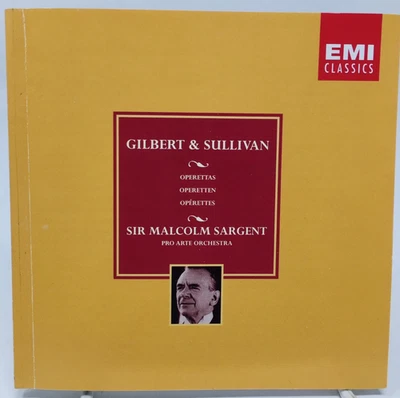 EMI
CLASSICS
GILBERT & SULLIVAN
OPERETTAS
OPERETTEN
OPÉRETTES
SIR MALCOLM SARGENT
PRO ARTE ORCHESTRA